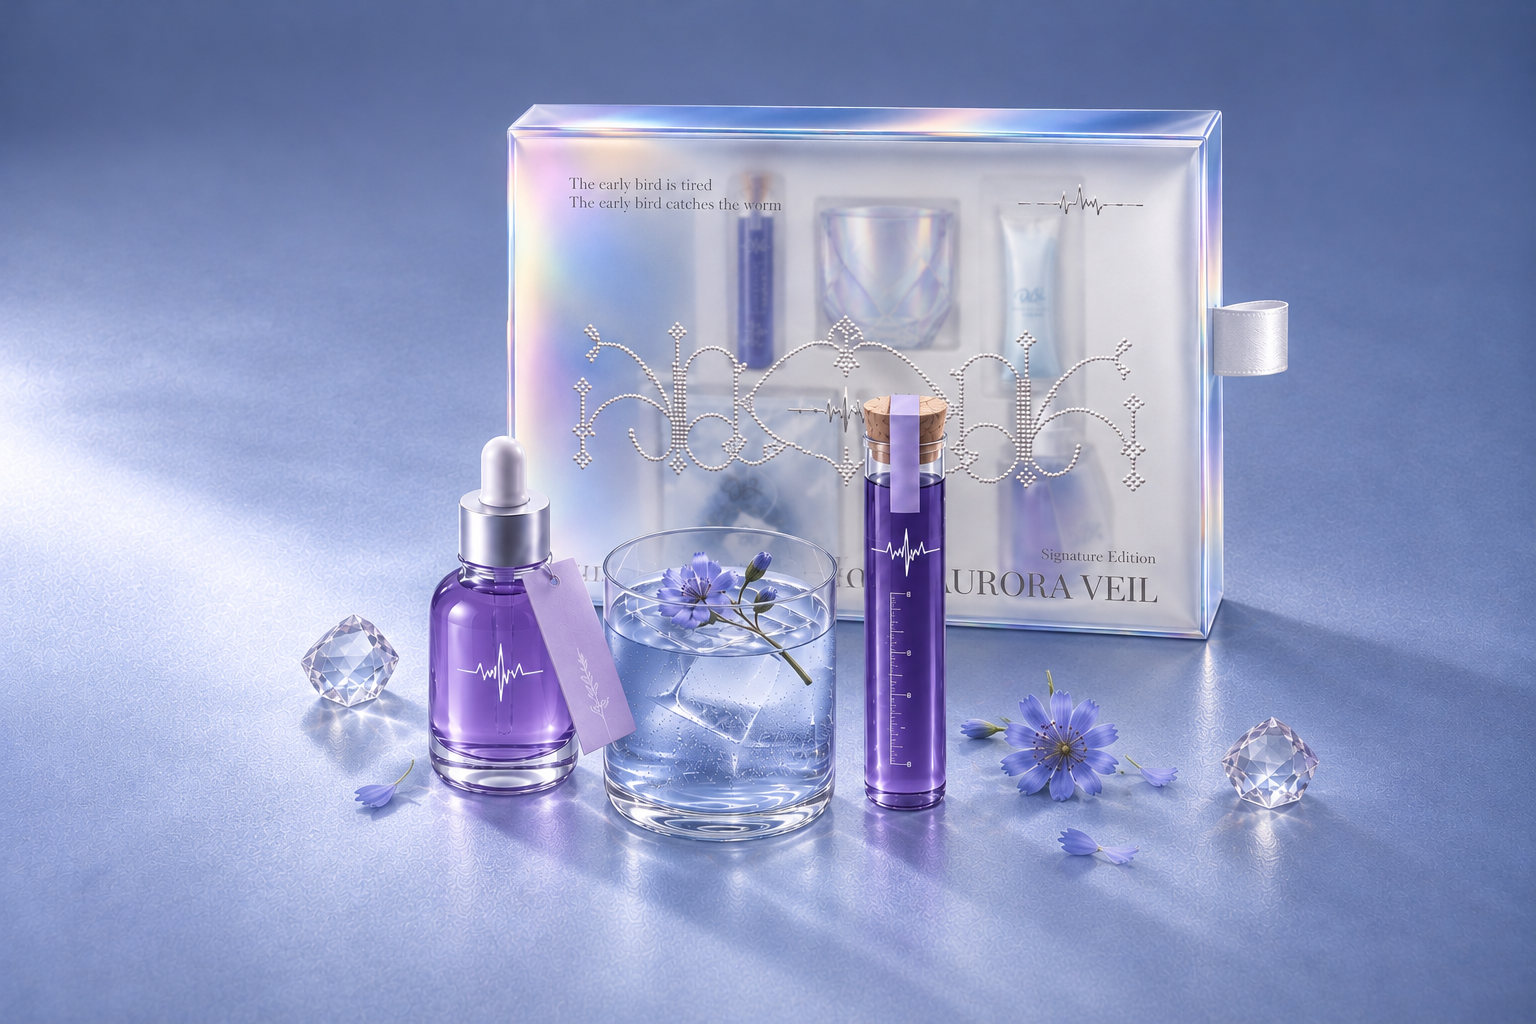 The early bird is tired
The early bird catches the worm
Signature Edition
AURORA VEIL